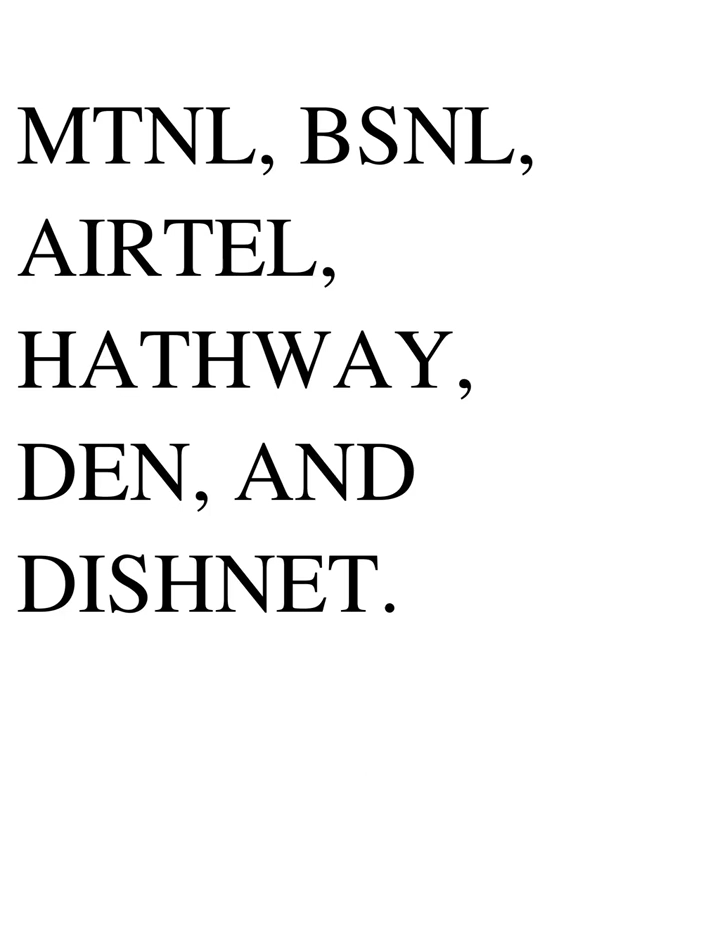 MTNL, BSNL,
AIRTEL,
HATHWAY,
DEN, AND
DISHNET.